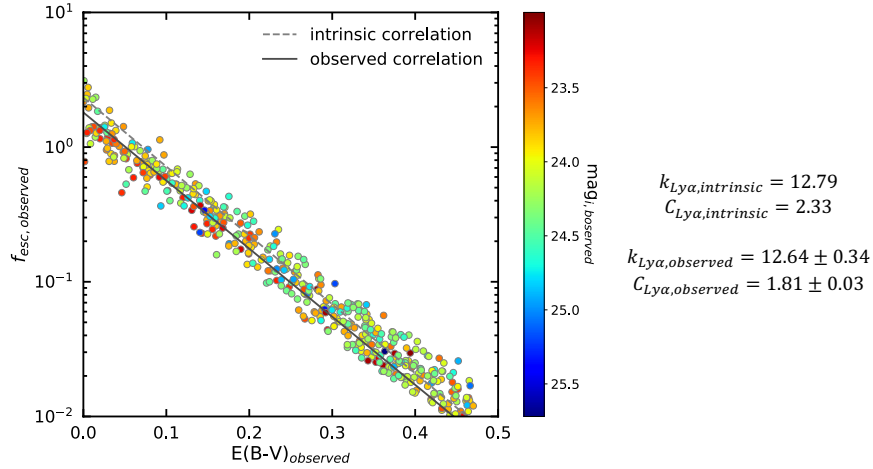 10¹
10⁰
10⁻¹
10⁻²
f_esc, observed
0.0 0.1 0.2 0.3 0.4 0.5
E(B-V)_observed
intrinsic correlation
observed correlation
23.5
24.0
24.5
25.0
25.5
mag_i, observed
k_Lyα,intrinsic = 12.79
C_Lyα,intrinsic = 2.33
k_Lyα,observed = 12.64 ± 0.34
C_Lyα,observed = 1.81 ± 0.03